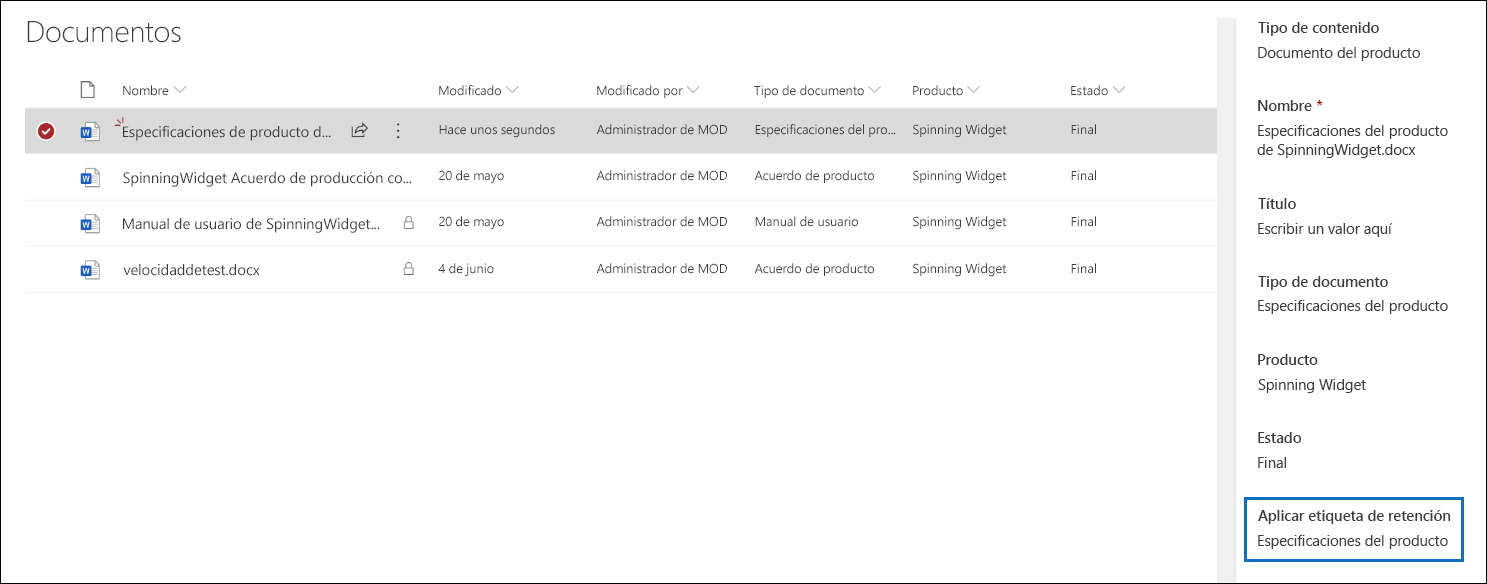 Documentos
Nombre Modificado Modificado por Tipo de documento Producto Estado
Especificaciones de producto d... Hace unos segundos Administrador de MOD Especificaciones del pro... Spinning Widget Final
SpinningWidget Acuerdo de producción co... 20 de mayo Administrador de MOD Acuerdo de producto Spinning Widget Final
Manual de usuario de SpinningWidget... 20 de mayo Administrador de MOD Manual de usuario Spinning Widget Final
velocidaddetest.docx 4 de junio Administrador de MOD Acuerdo de producto Spinning Widget Final
Tipo de contenido
Documento del producto
Nombre *
Especificaciones del producto
de SpinningWidget.docx
Título
Escribir un valor aquí
Tipo de documento
Especificaciones del producto
Producto
Spinning Widget
Estado
Final
Aplicar etiqueta de retención
Especificaciones del producto